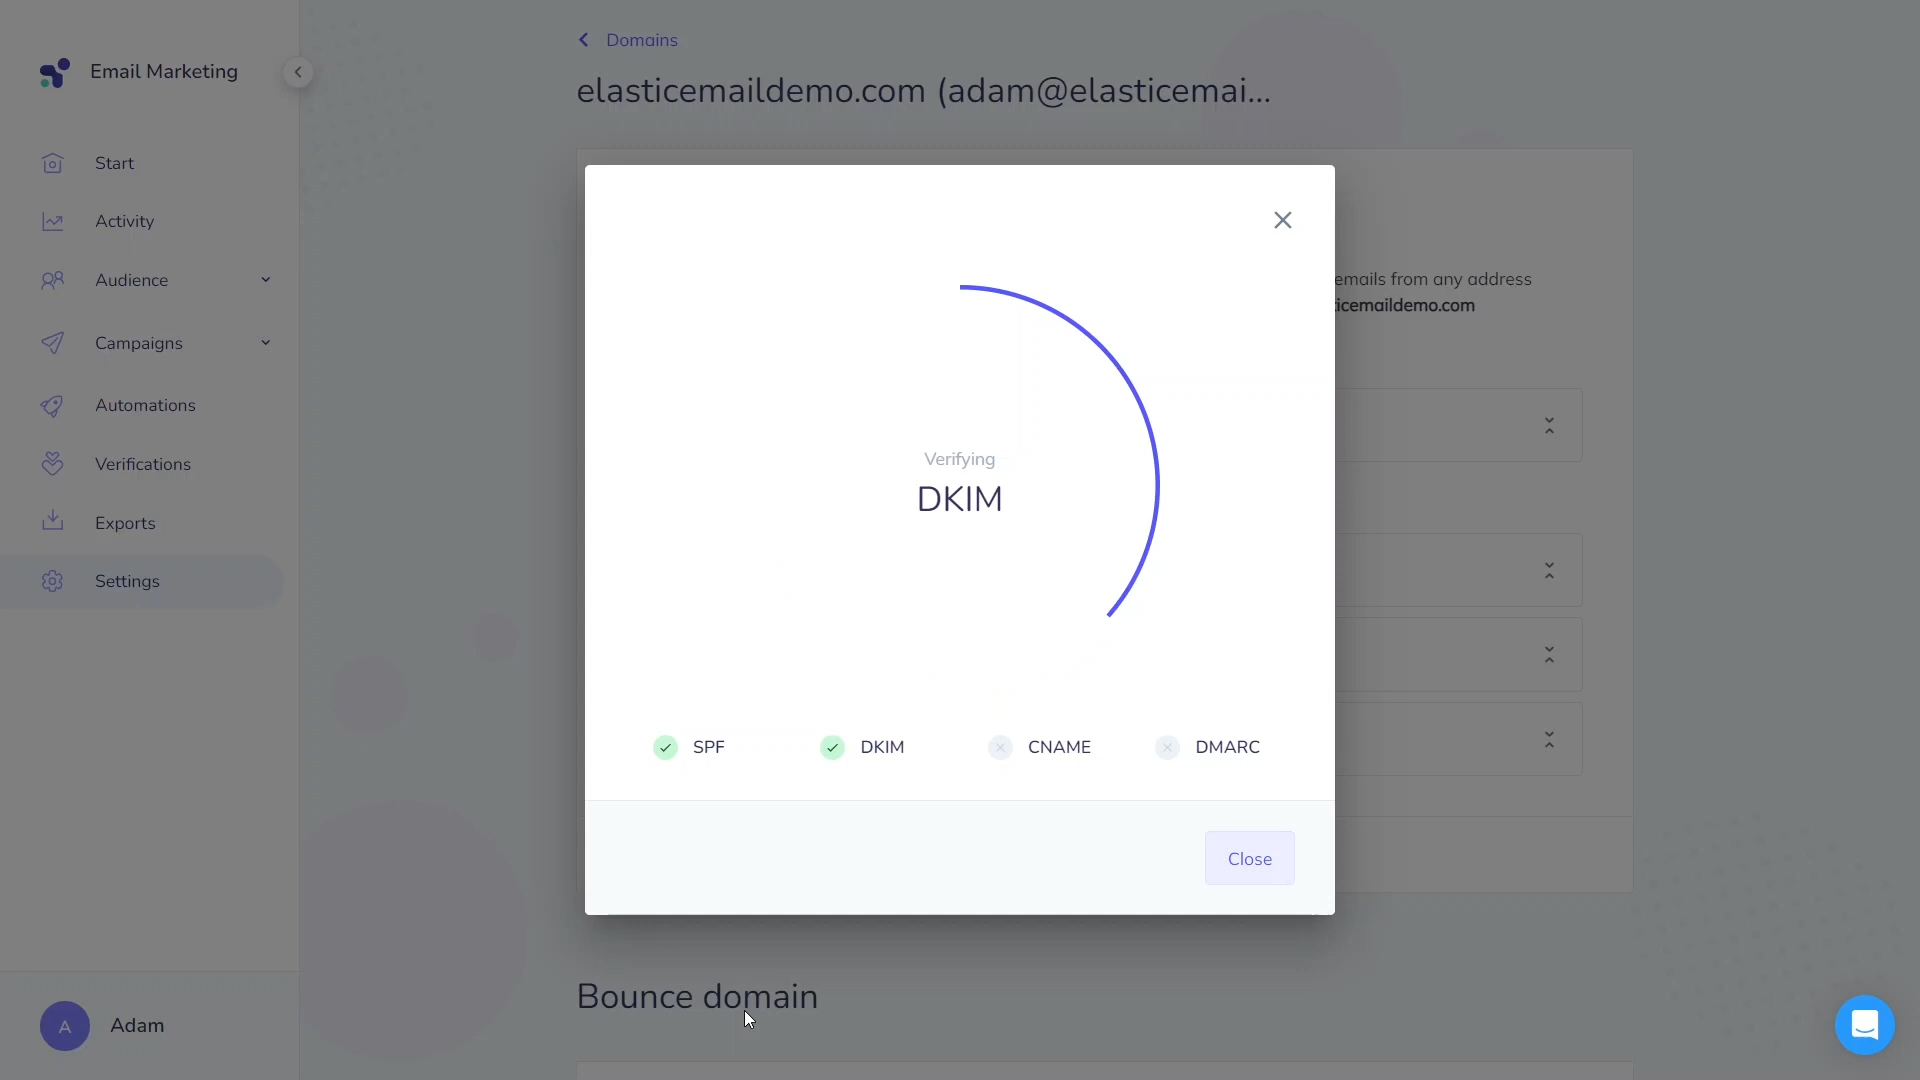 Email Marketing
Start
Activity
Audience
Campaigns
Automations
Verifications
Exports
Settings
A
Adam
Domains
elasticemaildemo.com (adam@elasticemai...
emails from any address
icemaildemo.com
Verifying
DKIM
SPF
DKIM
CNAME
DMARC
Close
Bounce domain